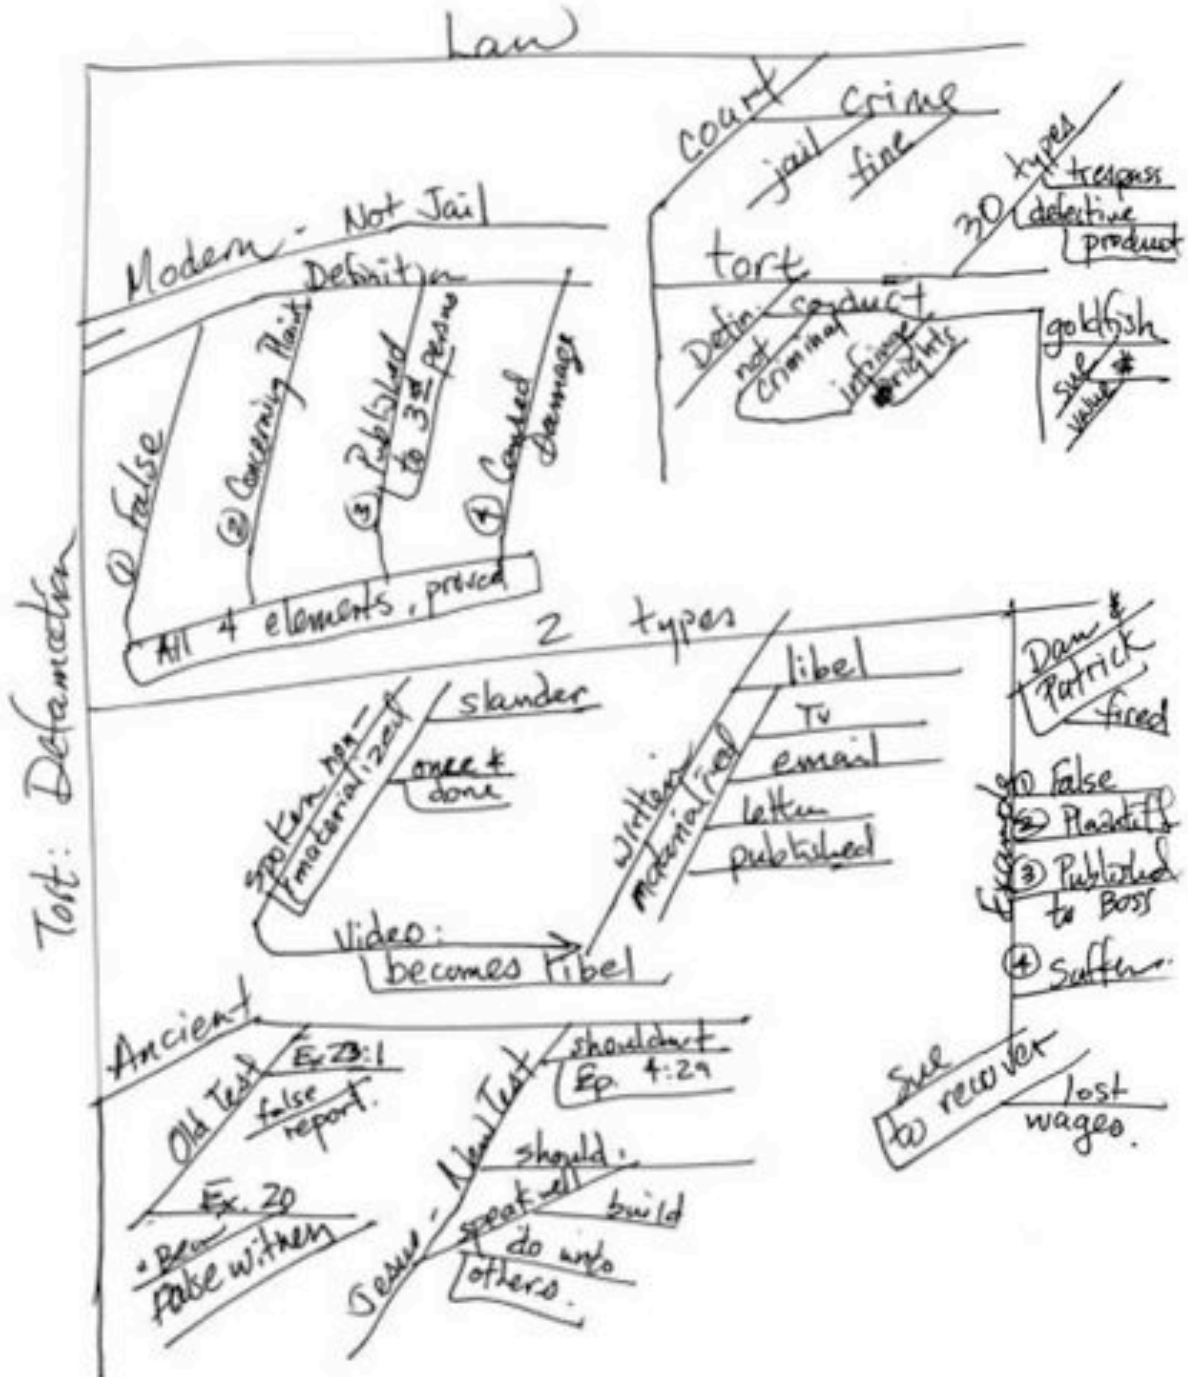 Law
Court
crime
jail
fine
30 types
trespass
defective
product
tort
Defin.
conduct
not
criminal
infringe
rights
goldfish
sue
value
Modern - Not Jail
Definition
① False
② Concerning Plaint
③ Published
to 3rd person
④ Caused
Damage
All 4 elements, proved
Tort: Defamation
2 types
spoken non-
materialized
slander
once &
done
Video:
becomes libel
written
materialized
libel
TV
email
letter
published
Example
Dan &
Patrick
fired
① False
② Plaintiff
③ Published
to Boss
④ Suffer
Sue
to recover
lost
wages.
Ancient
Old Test
Ex 23:1
false
report.
Ex. 20
Bear
False witness
Jesus - New Test
shouldn't
Ep. 4:29
should:
speak well
build
do unto
others.